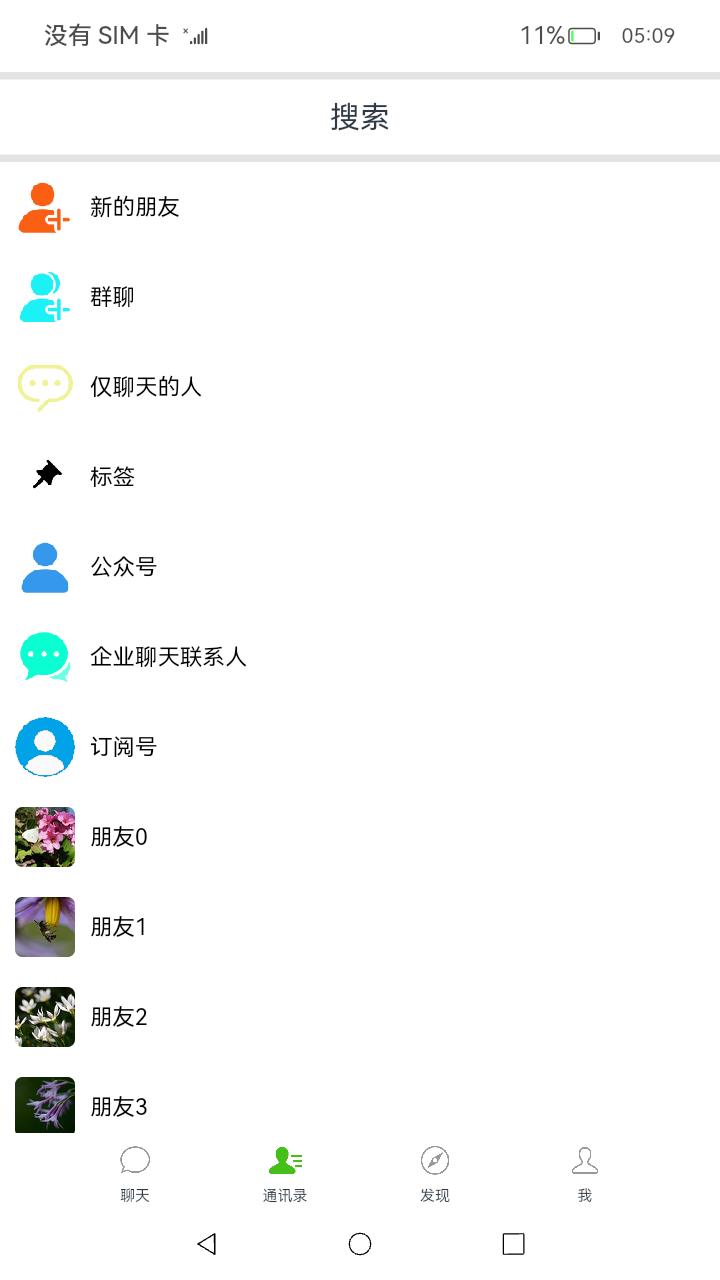 没有 SIM 卡 11% 05:09
搜索
新的朋友
群聊
仅聊天的人
标签
公众号
企业聊天联系人
订阅号
朋友0
朋友1
朋友2
朋友3
聊天 通讯录 发现 我